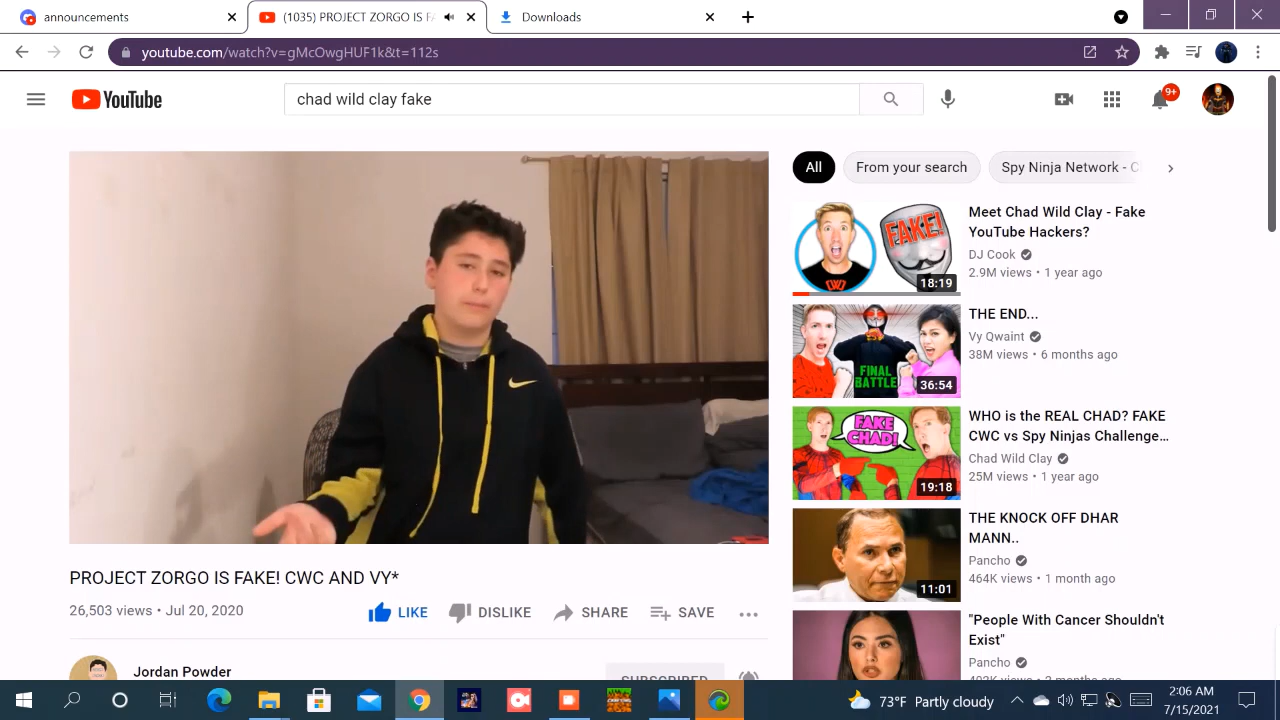 announcements
(1035) PROJECT ZORGO IS F
Downloads
youtube.com/watch?v=gMcOwgHUF1k&t=112s
YouTube
chad wild clay fake
9+
All
From your search
Spy Ninja Network - C
FAKE!
CWC
18:19
Meet Chad Wild Clay - Fake
YouTube Hackers?
DJ Cook
2.9M views • 1 year ago
FINAL
BATTLE
36:54
THE END...
Vy Qwaint
38M views • 6 months ago
FAKE
CHAD!
19:18
WHO is the REAL CHAD? FAKE
CWC vs Spy Ninjas Challenge...
Chad Wild Clay
25M views • 1 year ago
11:01
THE KNOCK OFF DHAR
MANN..
Pancho
464K views • 1 month ago
"People With Cancer Shouldn't
Exist"
Pancho
PROJECT ZORGO IS FAKE! CWC AND VY*
26,503 views • Jul 20, 2020
LIKE
DISLIKE
SHARE
SAVE
Jordan Powder
SUBSCRIBED
73°F Partly cloudy
2:06 AM
7/15/2021